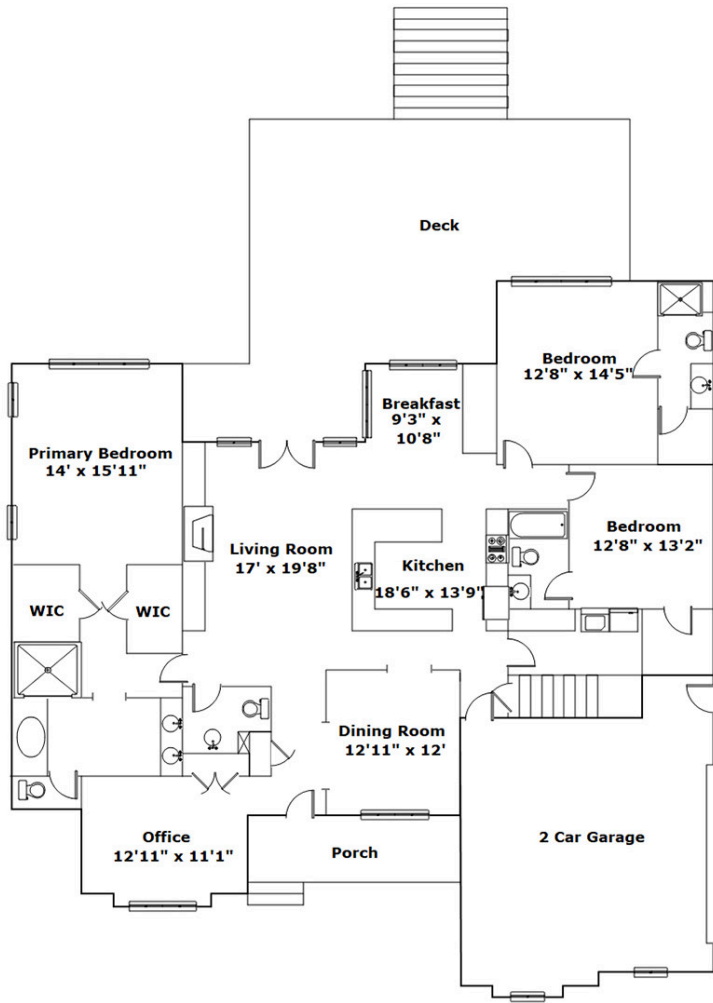 Deck
Bedroom
12'8" x 14'5"
Breakfast
9'3" x
10'8"
Primary Bedroom
14' x 15'11"
Bedroom
12'8" x 13'2"
Living Room
17' x 19'8"
Kitchen
18'6" x 13'9"
WIC
WIC
Dining Room
12'11" x 12'
Office
12'11" x 11'1"
Porch
2 Car Garage